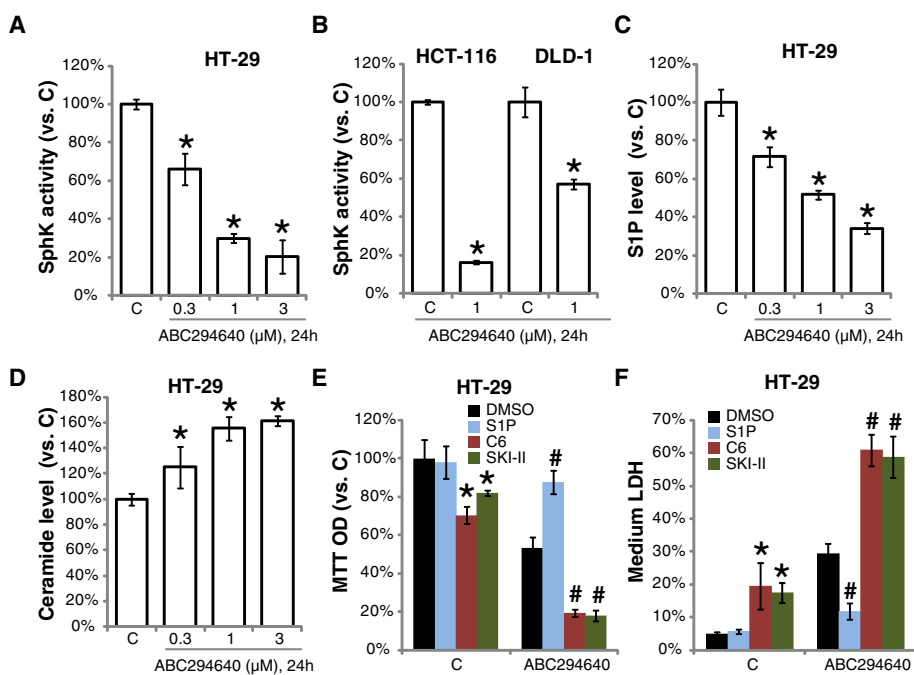 A
HT-29
SphK activity (vs. C)
120%
100%
80%
60%
40%
20%
0%
*
*
*
C 0.3 1 3
ABC294640 (μM), 24h
B
HCT-116 DLD-1
SphK activity (vs. C)
120%
100%
80%
60%
40%
20%
0%
*
*
C 1 C 1
ABC294640 (μM), 24h
C
HT-29
S1P level (vs. C)
120%
100%
80%
60%
40%
20%
0%
*
*
*
C 0.3 1 3
ABC294640 (μM), 24h
D
HT-29
Ceramide level (vs. C)
180%
160%
140%
120%
100%
80%
60%
40%
20%
0%
*
*
*
C 0.3 1 3
ABC294640 (μM), 24h
E
HT-29
DMSO
S1P
C6
SKI-II
MTT OD (vs. C)
120%
100%
80%
60%
40%
20%
0%
* *
#
# #
C ABC294640
F
HT-29
DMSO
S1P
C6
SKI-II
Medium LDH
70%
60%
50%
40%
30%
20%
10%
0%
* *
#
# #
C ABC294640